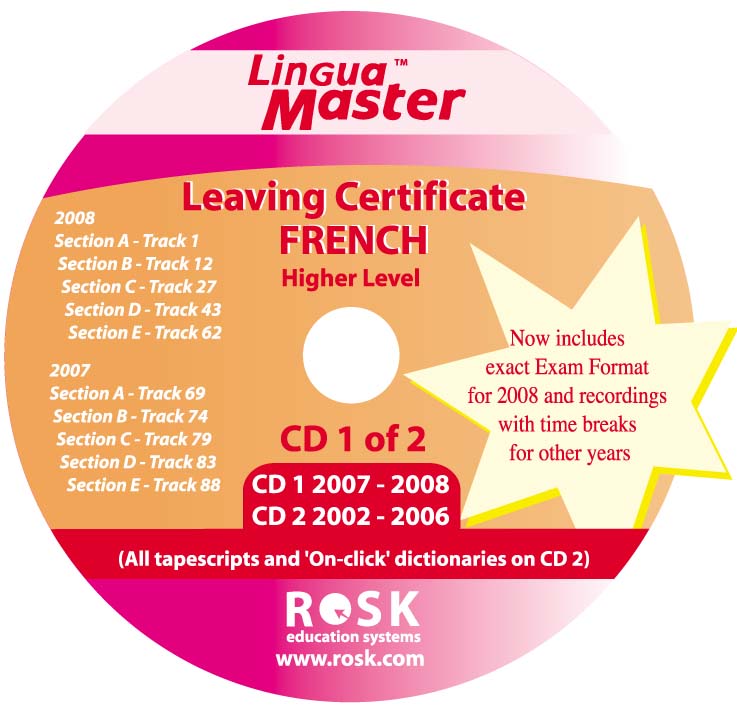 Lingua™
Master
Leaving Certificate
FRENCH
Higher Level
2008
Section A - Track 1
Section B - Track 12
Section C - Track 27
Section D - Track 43
Section E - Track 62
2007
Section A - Track 69
Section B - Track 74
Section C - Track 79
Section D - Track 83
Section E - Track 88
Now includes
exact Exam Format
for 2008 and recordings
with time breaks
for other years
CD 1 of 2
CD 1 2007 - 2008
CD 2 2002 - 2006
(All tapescripts and 'On-click' dictionaries on CD 2)
ROSK
education systems
www.rosk.com